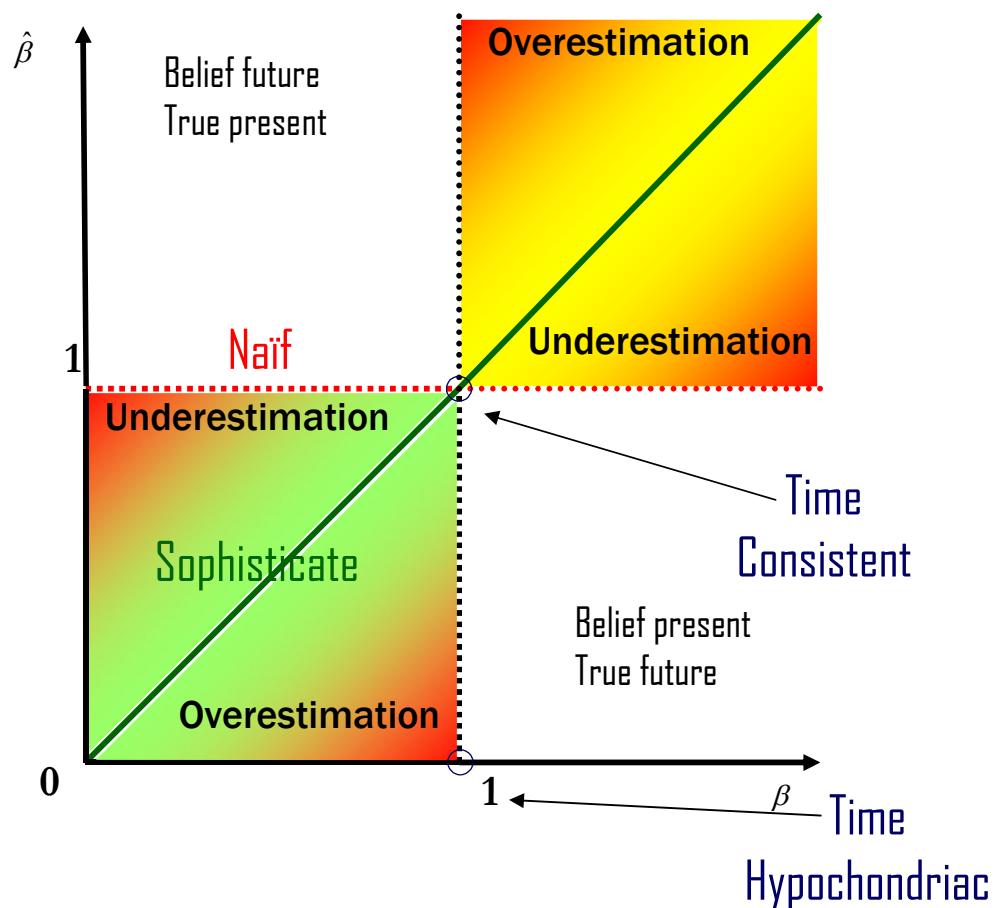 Overestimation
β̂
Belief future
True present
Underestimation
Naïf
1
Underestimation
Time
Consistent
Sophisticate
Belief present
True future
Overestimation
0
1
β
Time
Hypochondriac